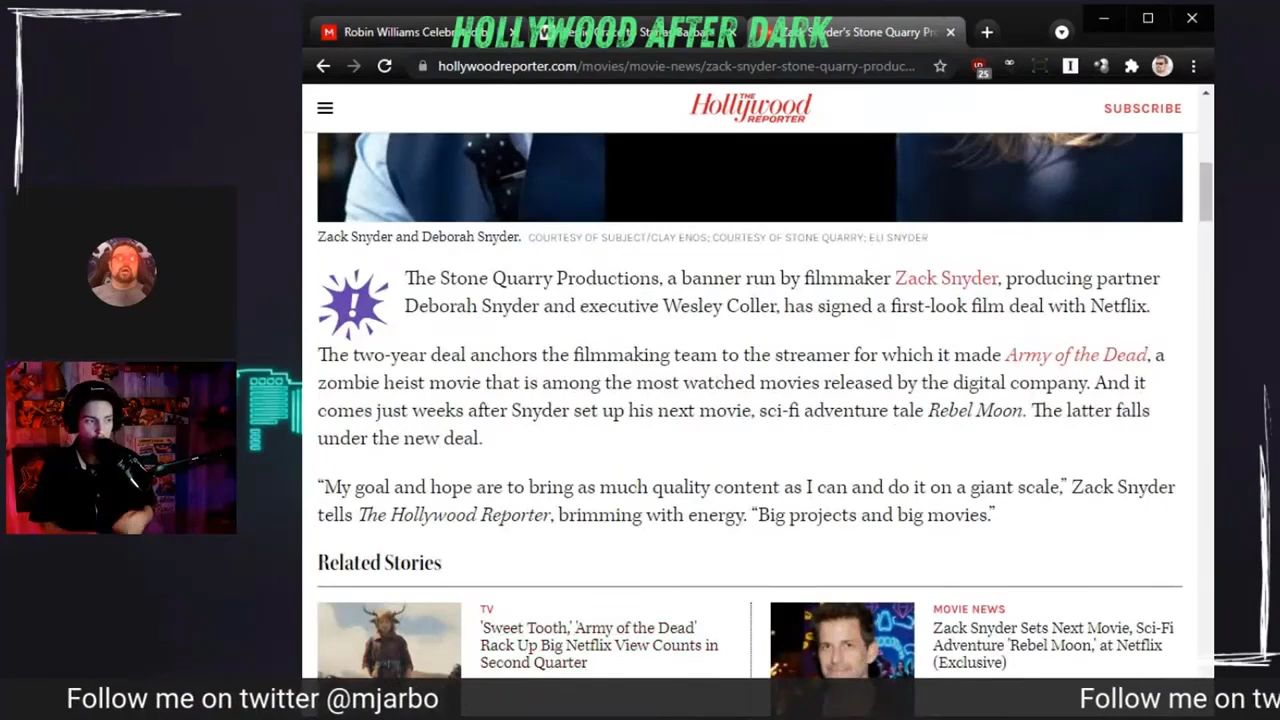 HOLLYWOOD AFTER DARK
Robin Williams Celebrated
Zack Snyder's Stone Quarry Pr
hollywoodreporter.com/movies/movie-news/zack-snyder-stone-quarry-produc...
25
THE
Hollywood
REPORTER
SUBSCRIBE
Zack Snyder and Deborah Snyder. COURTESY OF SUBJECT/CLAY ENOS; COURTESY OF STONE QUARRY; ELI SNYDER
The Stone Quarry Productions, a banner run by filmmaker Zack Snyder, producing partner
Deborah Snyder and executive Wesley Coller, has signed a first-look film deal with Netflix.
The two-year deal anchors the filmmaking team to the streamer for which it made Army of the Dead, a
zombie heist movie that is among the most watched movies released by the digital company. And it
comes just weeks after Snyder set up his next movie, sci-fi adventure tale Rebel Moon. The latter falls
under the new deal.
“My goal and hope are to bring as much quality content as I can and do it on a giant scale,” Zack Snyder
tells The Hollywood Reporter, brimming with energy. “Big projects and big movies.”
Related Stories
TV
'Sweet Tooth,' 'Army of the Dead'
Rack Up Big Netflix View Counts in
Second Quarter
MOVIE NEWS
Zack Snyder Sets Next Movie, Sci-Fi
Adventure 'Rebel Moon,' at Netflix
(Exclusive)
Follow me on twitter @mjarbo
Follow me on tw